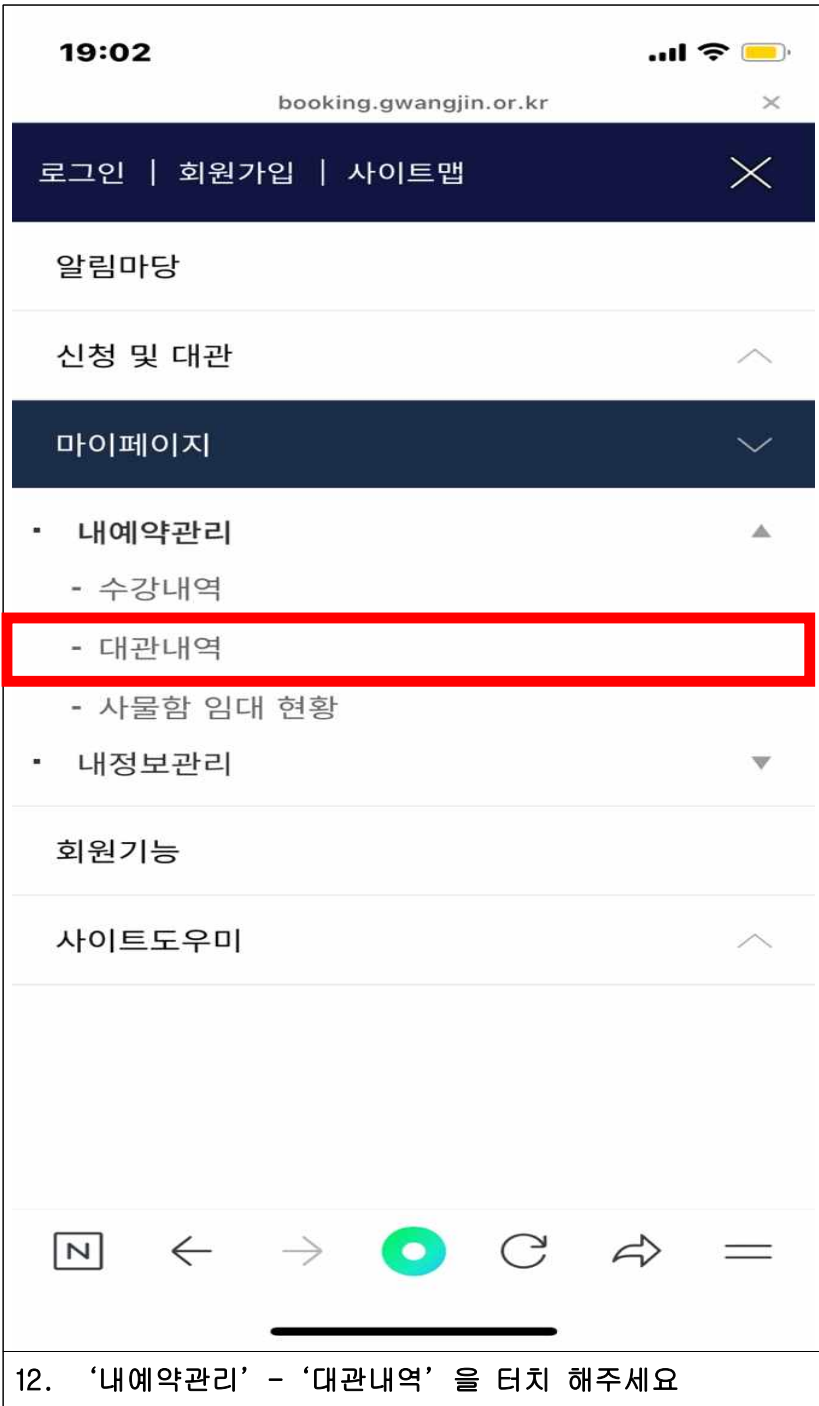 19:02
booking.gwangjin.or.kr
로그인 | 회원가입 | 사이트맵
알림마당
신청 및 대관
마이페이지
▪ 내예약관리
- 수강내역
- 대관내역
- 사물함 임대 현황
▪ 내정보관리
회원기능
사이트도우미
N
12. ‘내예약관리’ - ‘대관내역’ 을 터치 해주세요